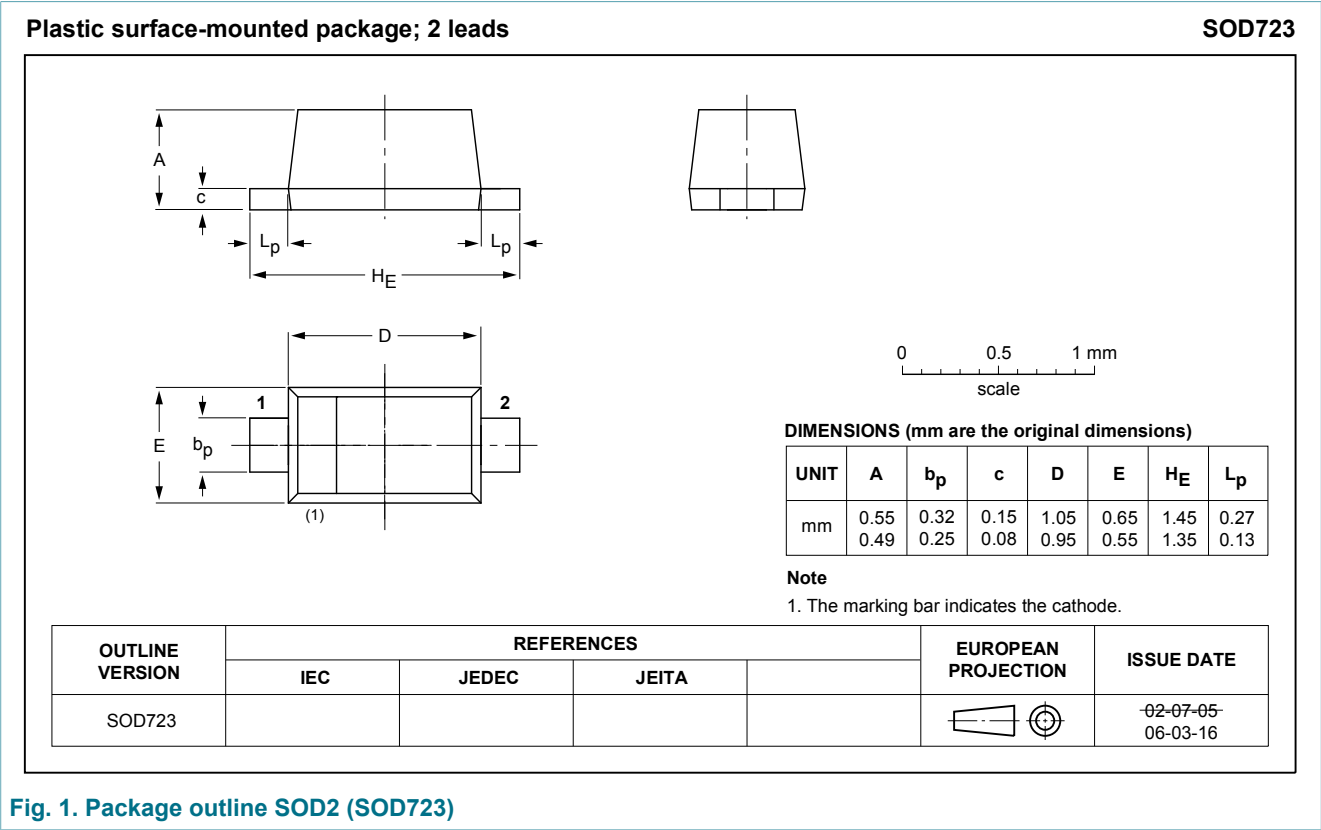 Plastic surface-mounted package; 2 leads SOD723
A
c
Lp Lp
HE
D
1 2
E bp
(1)
0 0.5 1 mm
scale
DIMENSIONS (mm are the original dimensions)
UNIT A bp c D E HE Lp
mm 0.55 0.32 0.15 1.05 0.65 1.45 0.27
0.49 0.25 0.08 0.95 0.55 1.35 0.13
Note
1. The marking bar indicates the cathode.
OUTLINE VERSION REFERENCES EUROPEAN PROJECTION ISSUE DATE
IEC JEDEC JEITA
SOD723 02-07-05
06-03-16
Fig. 1. Package outline SOD2 (SOD723)